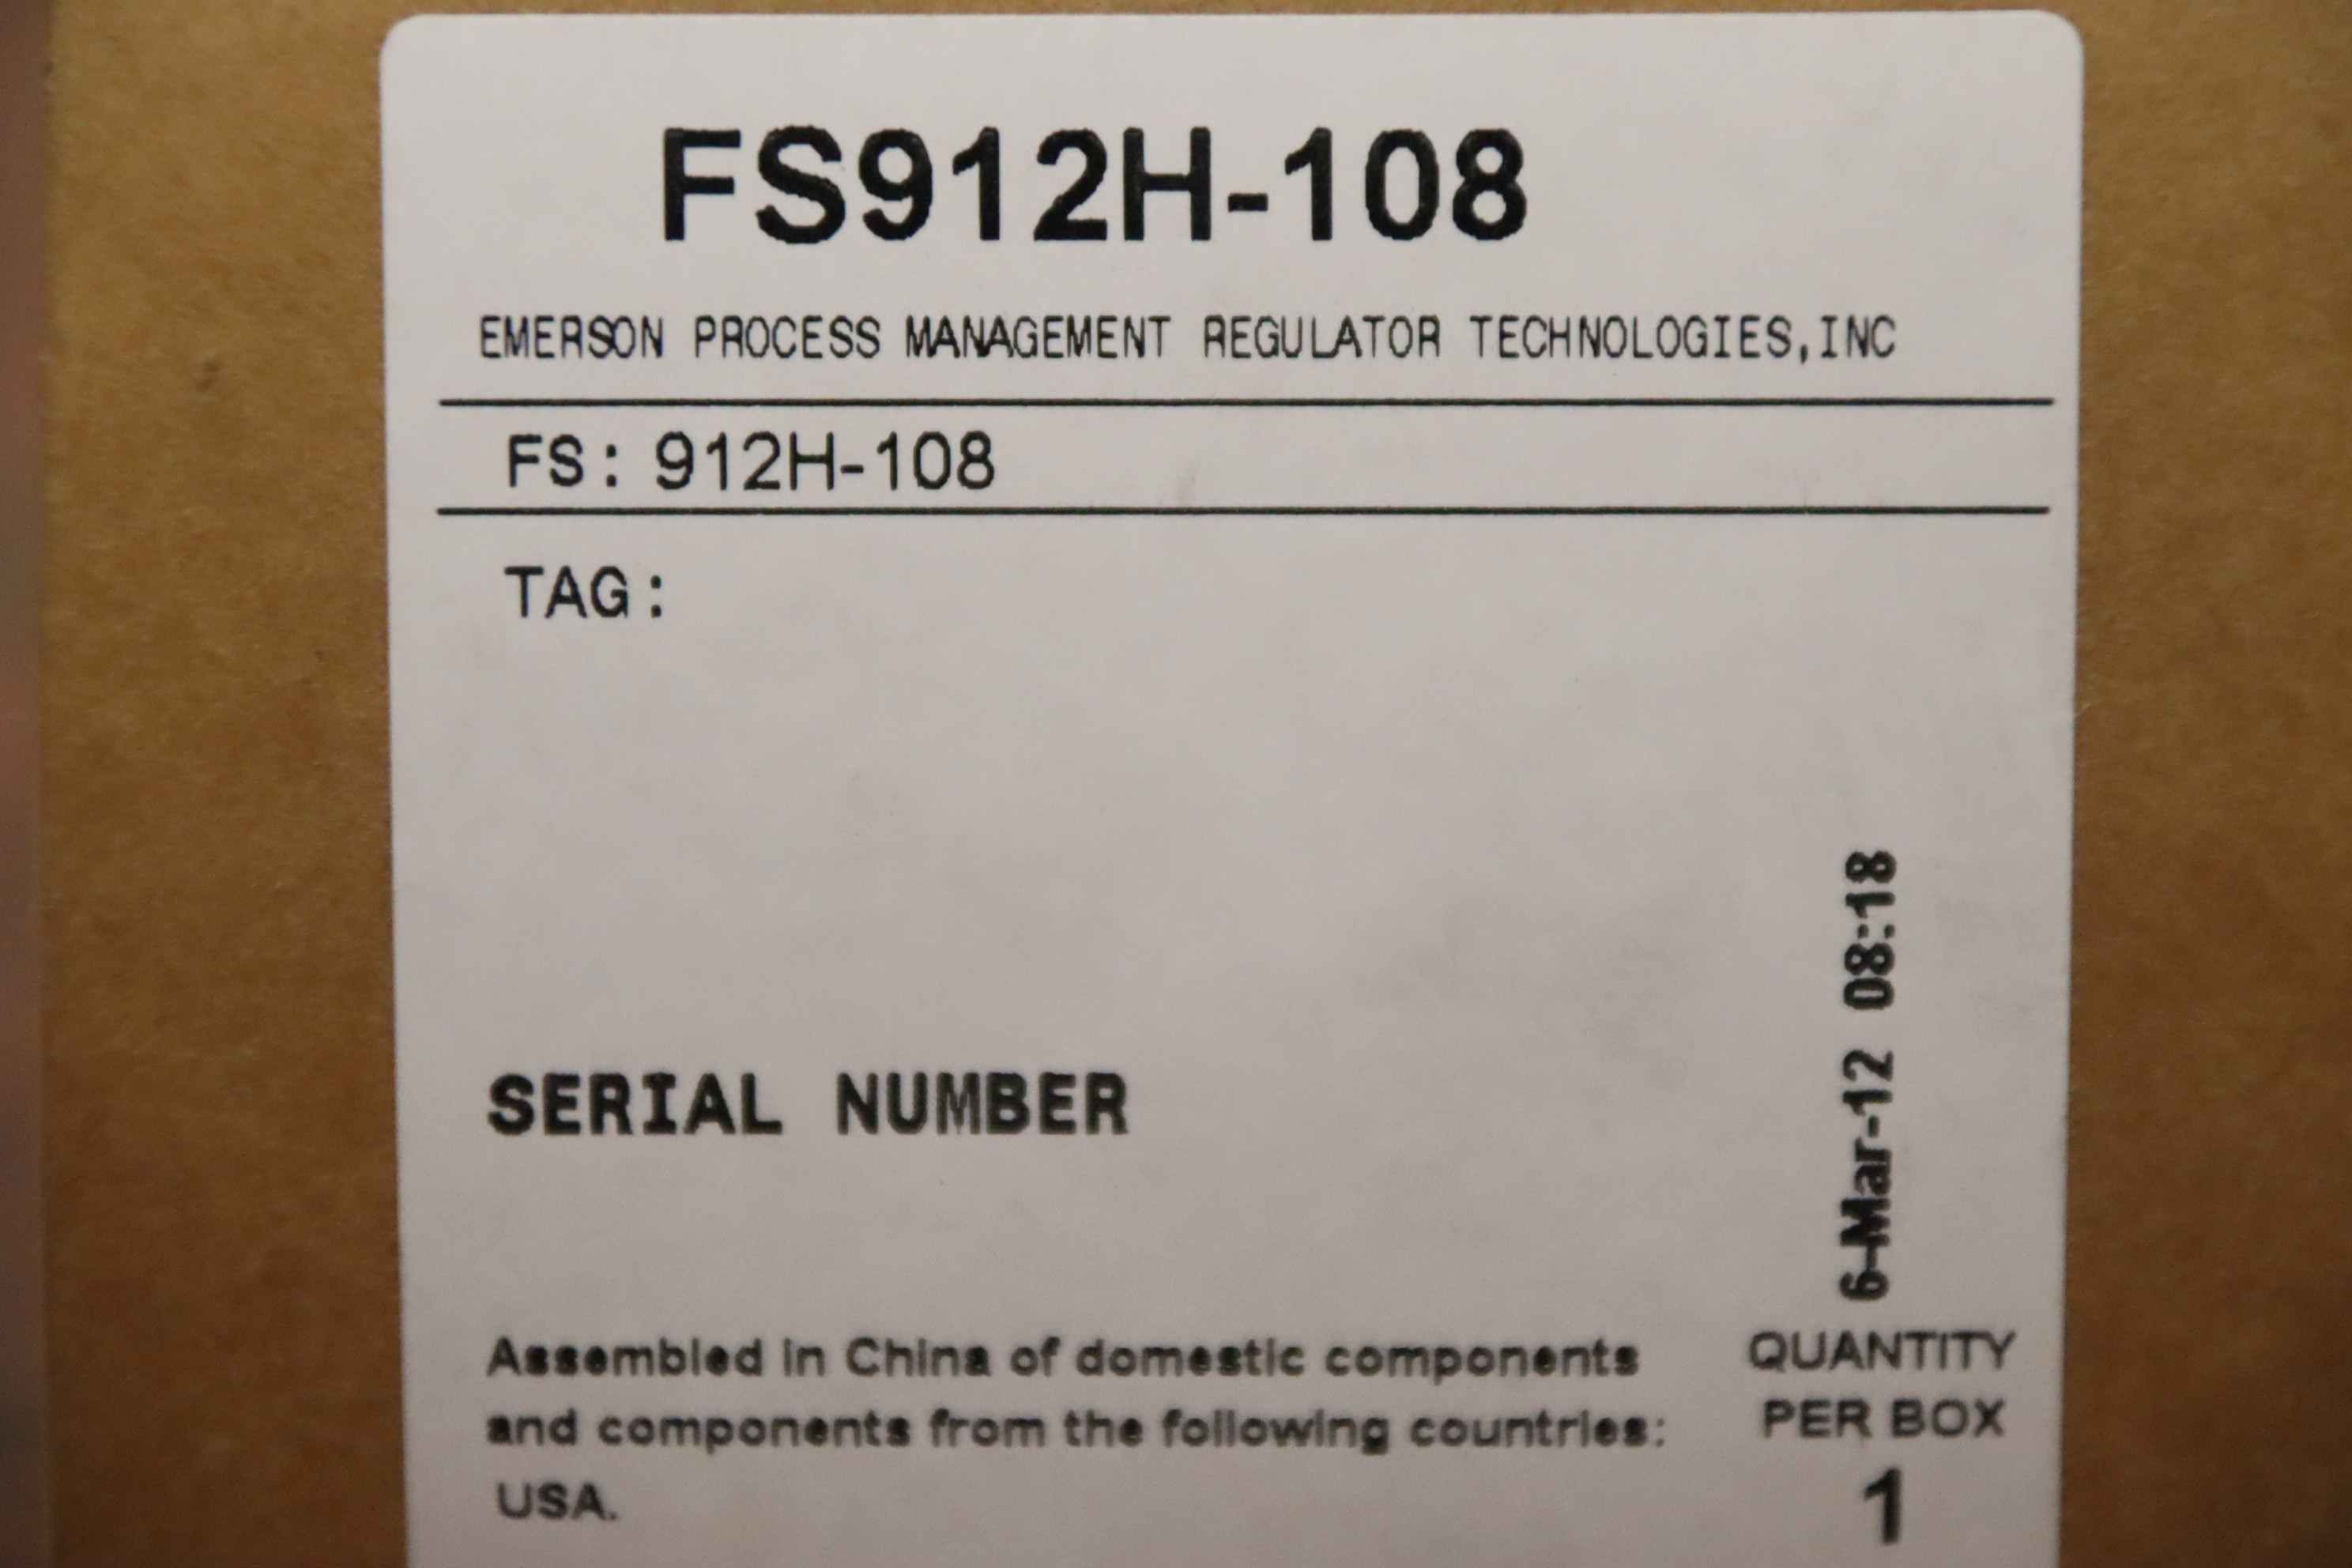 FS912H-108
EMERSON PROCESS MANAGEMENT REGULATOR TECHNOLOGIES,INC
FS: 912H-108
TAG:
6-Mar-12 08:18
SERIAL NUMBER
Assembled in China of domestic components
and components from the following countries:
USA.
QUANTITY
PER BOX
1